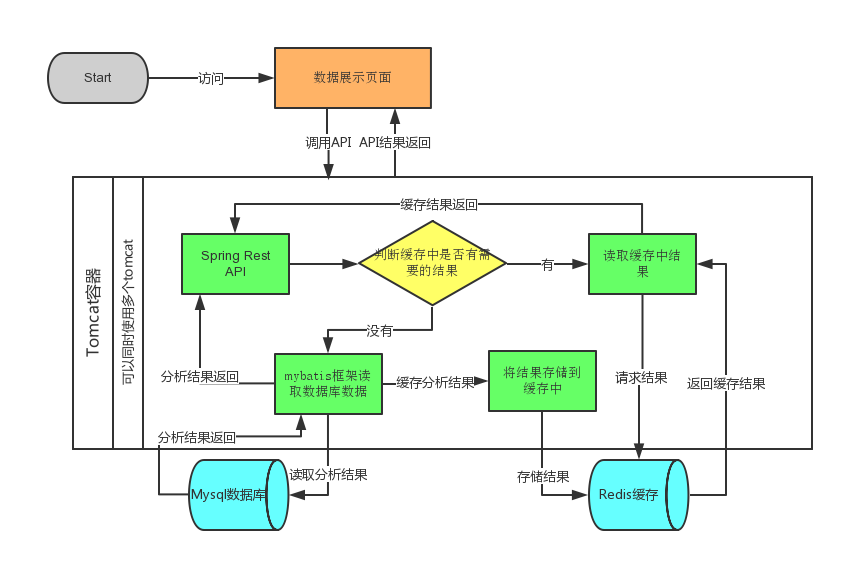 Start
访问
数据展示页面
调用API
API结果返回
缓存结果返回
Tomcat容器
可以同时使用多个tomcat
Spring Rest
API
判断缓存中是否有需
要的结果
有
读取缓存中结
果
没有
分析结果返回
mybatis框架读
取数据库数据
缓存分析结果
将结果存储到
缓存中
请求结果
返回缓存结果
分析结果返回
读取分析结果
存储结果
Mysql数据库
Redis缓存